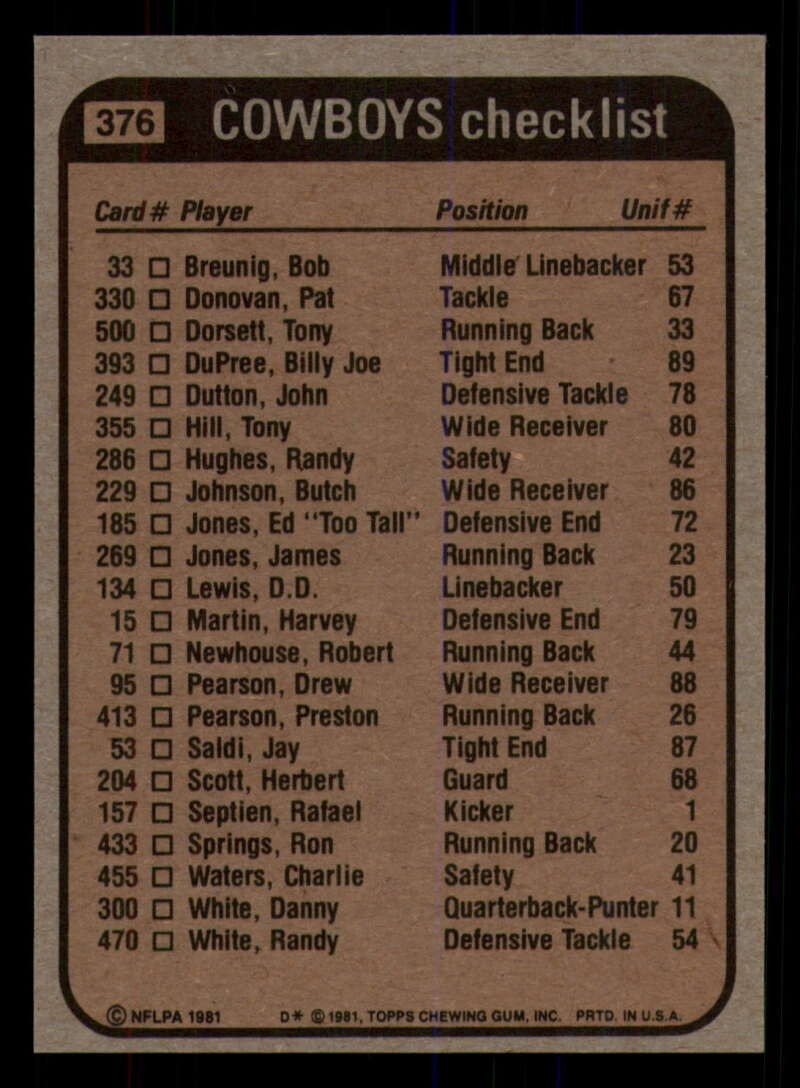 376 COWBOYS checklist
Card # Player Position Unif #
33 □ Breunig, Bob Middle Linebacker 53
330 □ Donovan, Pat Tackle 67
500 □ Dorsett, Tony Running Back 33
393 □ DuPree, Billy Joe Tight End 89
249 □ Dutton, John Defensive Tackle 78
355 □ Hill, Tony Wide Receiver 80
286 □ Hughes, Randy Safety 42
229 □ Johnson, Butch Wide Receiver 86
185 □ Jones, Ed "Too Tall" Defensive End 72
269 □ Jones, James Running Back 23
134 □ Lewis, D.D. Linebacker 50
15 □ Martin, Harvey Defensive End 79
71 □ Newhouse, Robert Running Back 44
95 □ Pearson, Drew Wide Receiver 88
413 □ Pearson, Preston Running Back 26
53 □ Saldi, Jay Tight End 87
204 □ Scott, Herbert Guard 68
157 □ Septien, Rafael Kicker 1
433 □ Springs, Ron Running Back 20
455 □ Waters, Charlie Safety 41
300 □ White, Danny Quarterback-Punter 11
470 □ White, Randy Defensive Tackle 54
© NFLPA 1981 D* © 1981, TOPPS CHEWING GUM, INC. PRTD. IN U.S.A.